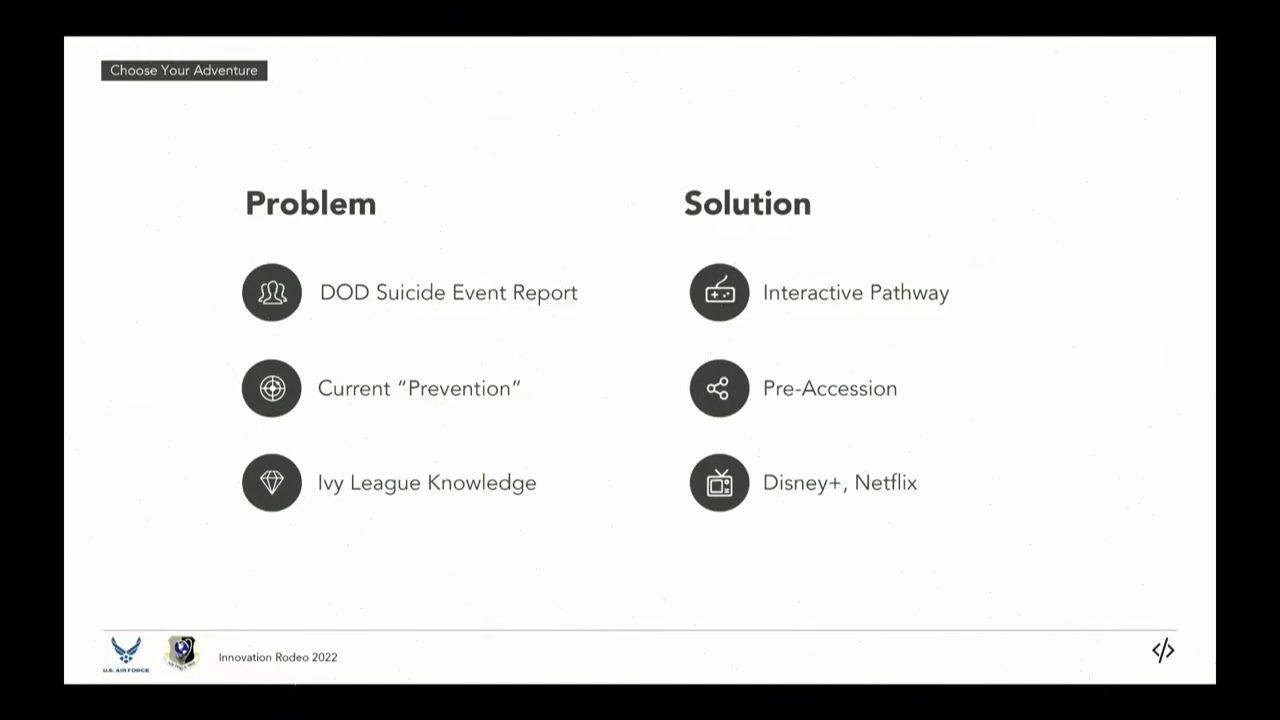 Choose Your Adventure
Problem
DOD Suicide Event Report
Current “Prevention”
Ivy League Knowledge
Solution
Interactive Pathway
Pre-Accession
Disney+, Netflix
U.S. AIR FORCE
Innovation Rodeo 2022
</>